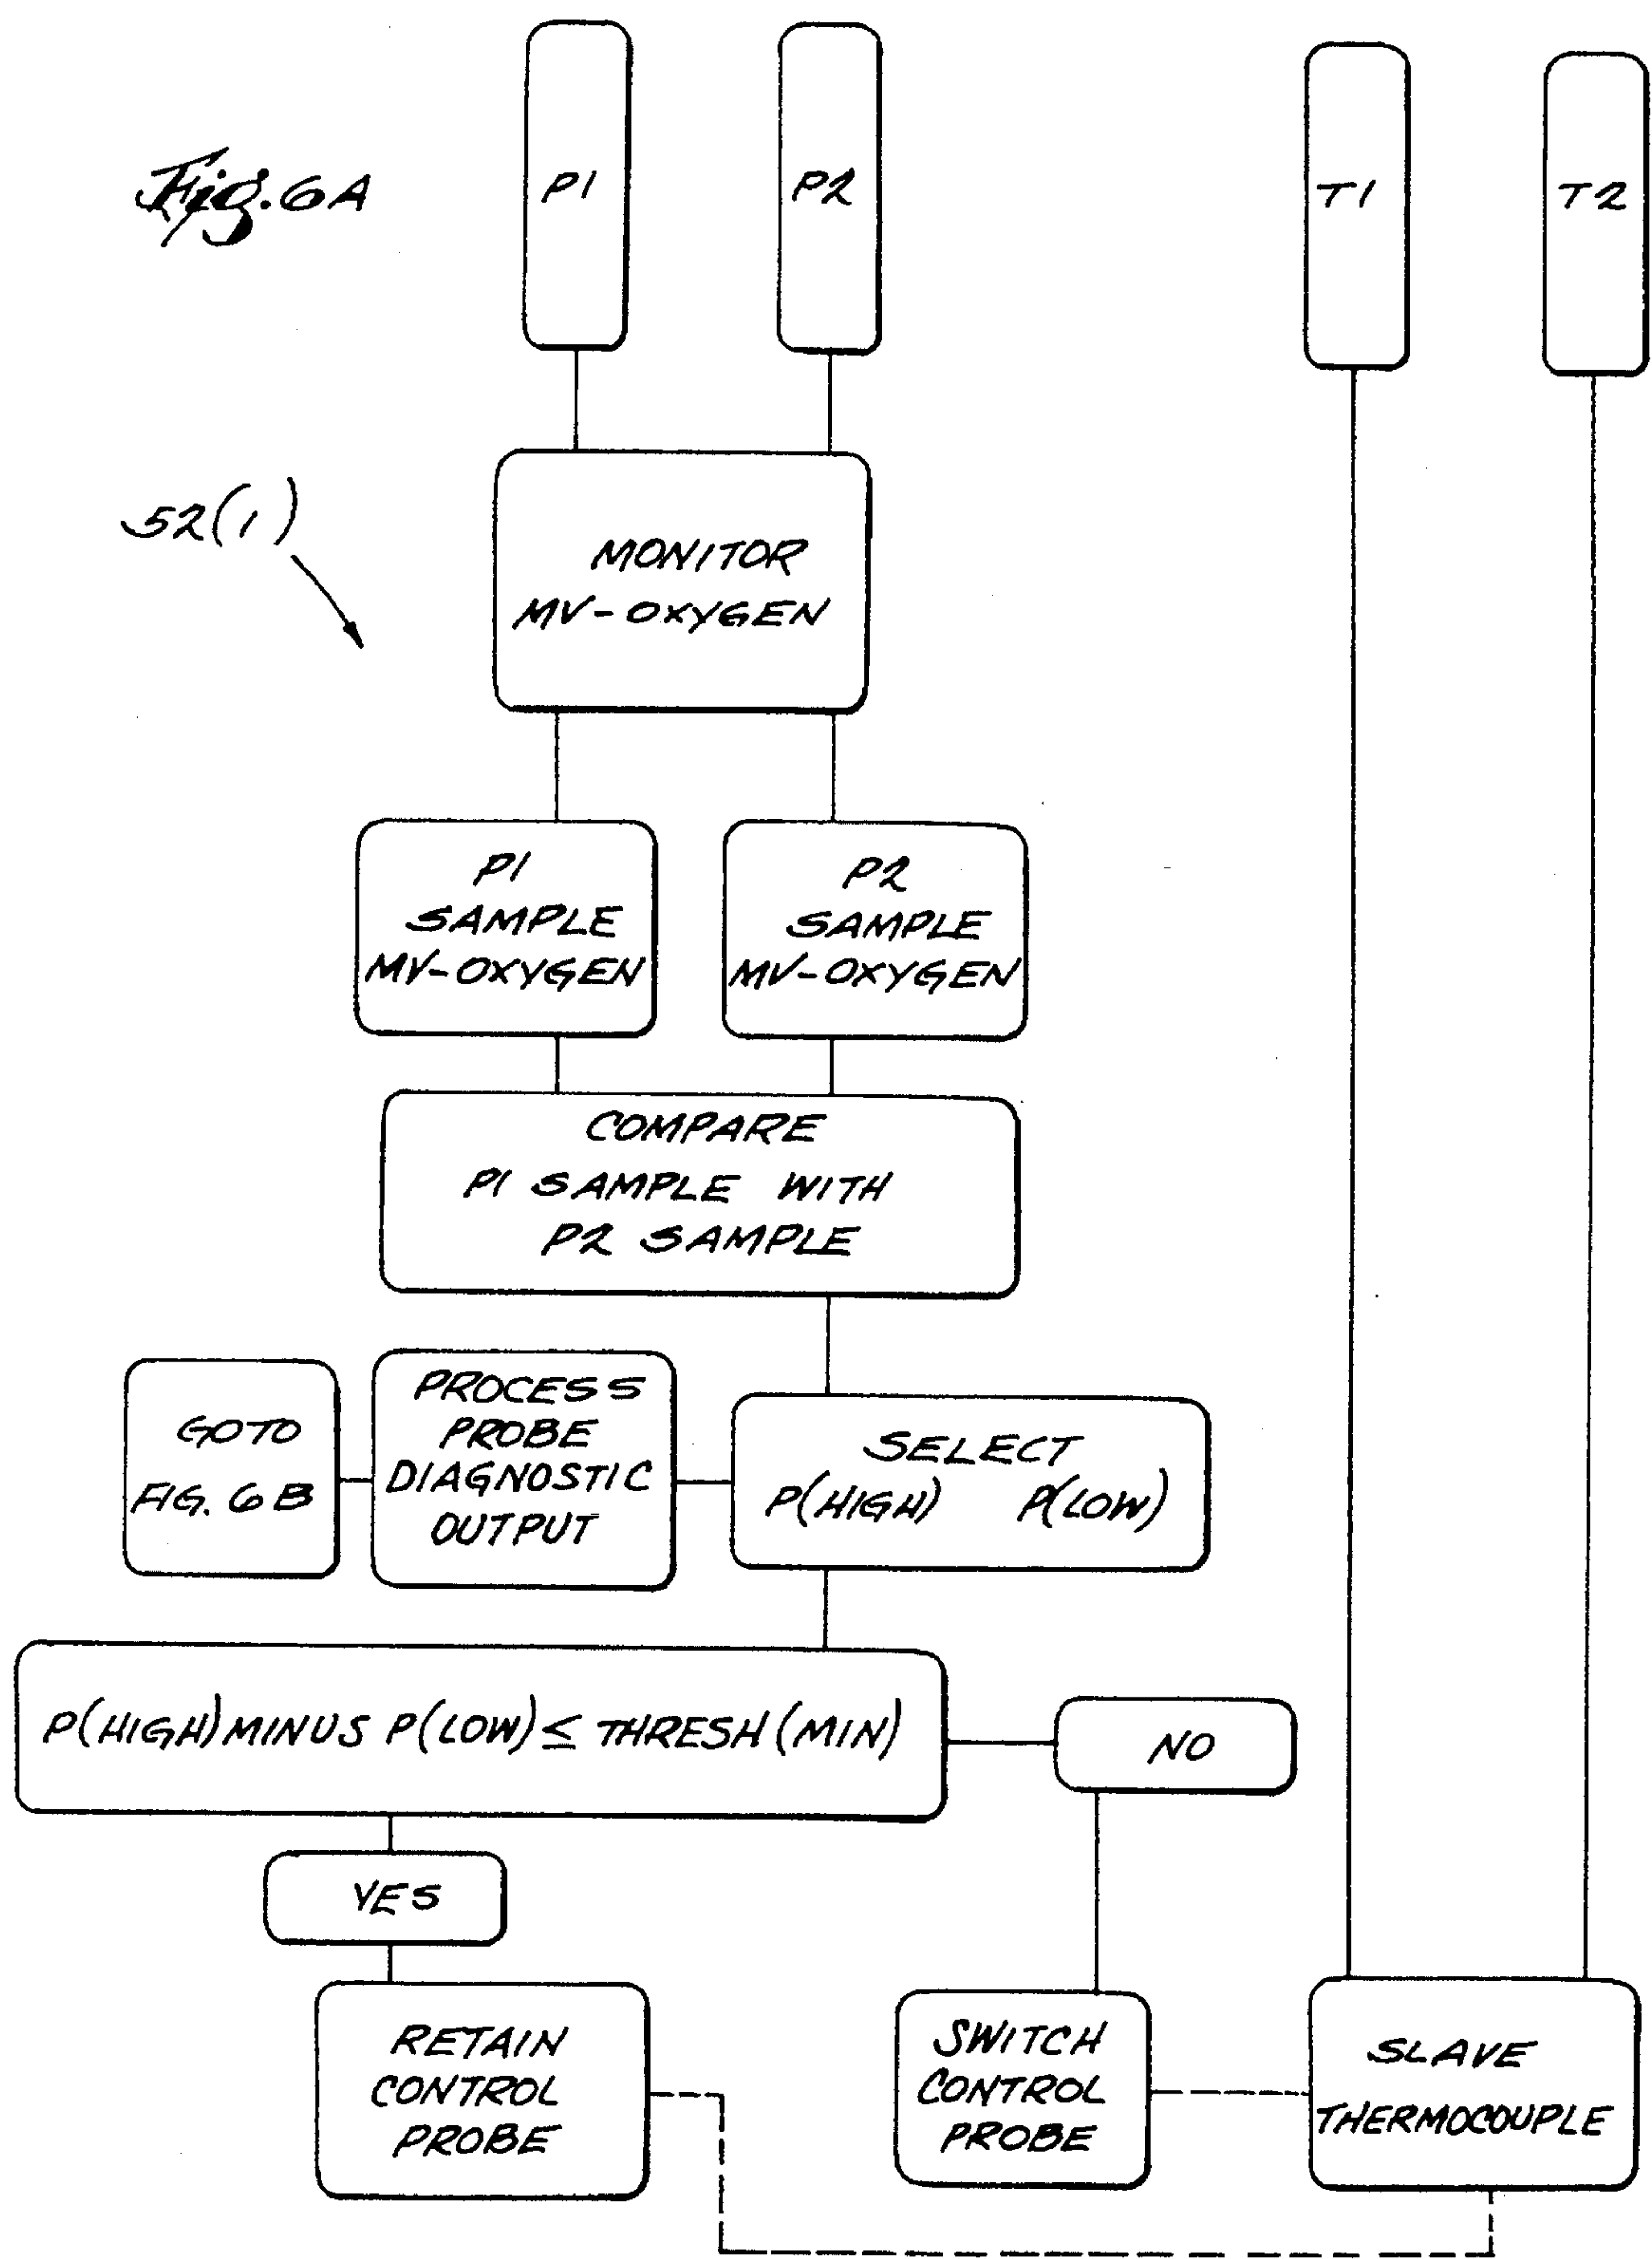 Fig. 6A
P1
P2
T1
T2
52(1)
MONITOR
MV-OXYGEN
P1
SAMPLE
MV-OXYGEN
P2
SAMPLE
MV-OXYGEN
COMPARE
P1 SAMPLE WITH
P2 SAMPLE
GOTO
FIG. 6B
PROCESS
PROBE
DIAGNOSTIC
OUTPUT
SELECT
P(HIGH) P(LOW)
P(HIGH) MINUS P(LOW) ≤ THRESH (MIN)
NO
YES
RETAIN
CONTROL
PROBE
SWITCH
CONTROL
PROBE
SLAVE
THERMOCOUPLE